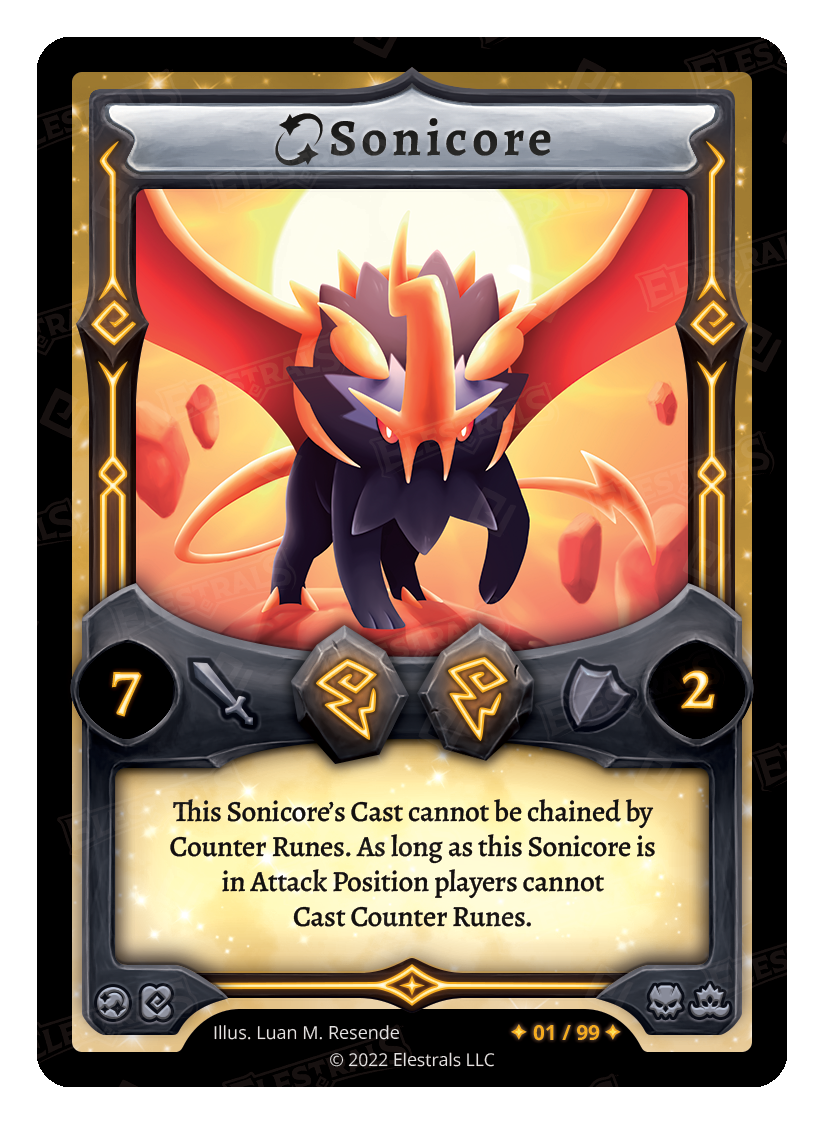 Sonicore
7
2
This Sonicore's Cast cannot be chained by
Counter Runes. As long as this Sonicore is
in Attack Position players cannot
Cast Counter Runes.
Illus. Luan M. Resende
01 / 99
© 2022 Elestrals LLC
ELESTRALS